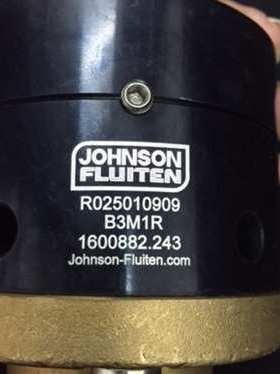 JOHNSON
FLUITEN
R025010909
B3M1R
1600882.243
Johnson-Fluiten.com